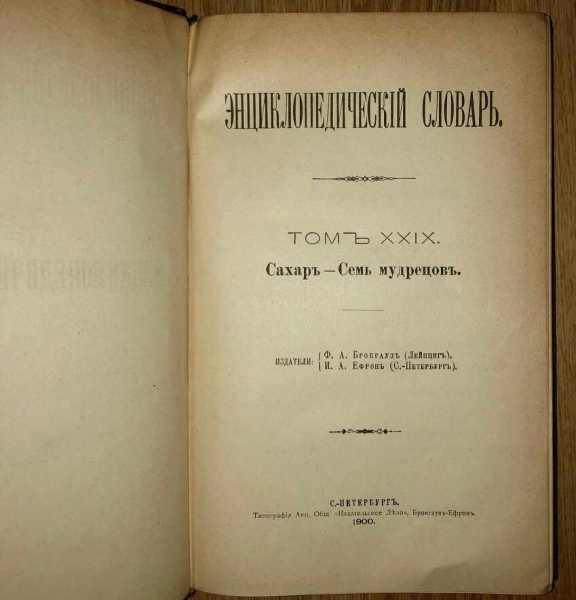 ЭНЦИКЛОПЕДИЧЕСКІЙ СЛОВАРЬ.
ТОМЪ XXIX.
Сахаръ — Семь мудрецовъ.
ИЗДАТЕЛИ:
Ф. А. Брокгаузъ (Лейпцигъ).
И. А. Ефронъ (С.-Петербургъ).
С.-ПЕТЕРБУРГЪ.
Типографія Акц. Общ. «Издательское Дѣло», Брокгаузъ-Ефронъ.
1900.